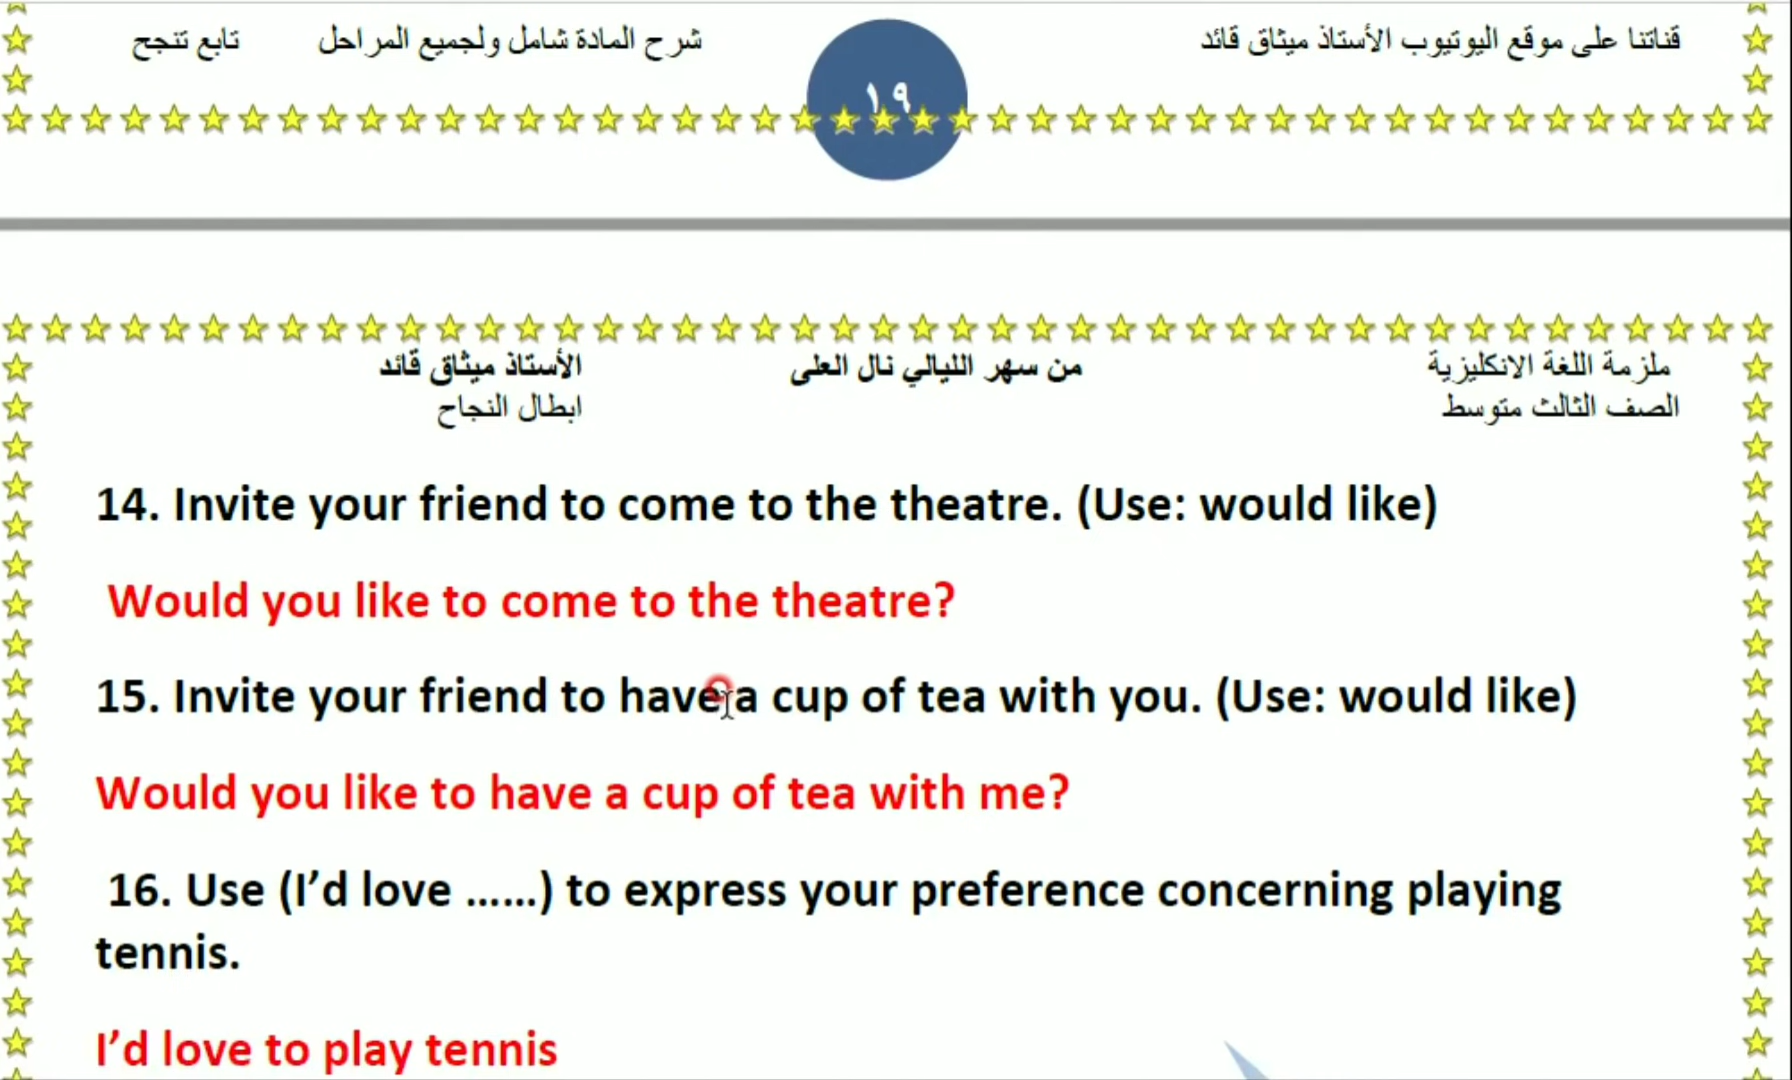 قناتنا على موقع اليوتيوب الأستاذ ميثاق قائد
١٩
شرح المادة شامل ولجميع المراحل
تابع تنجح
ملزمة اللغة الانكليزية
من سهر الليالي نال العلى
الأستاذ ميثاق قائد
الصف الثالث متوسط
ابطال النجاح
14. Invite your friend to come to the theatre. (Use: would like)
Would you like to come to the theatre?
15. Invite your friend to have a cup of tea with you. (Use: would like)
Would you like to have a cup of tea with me?
16. Use (I’d love ......) to express your preference concerning playing
tennis.
I’d love to play tennis